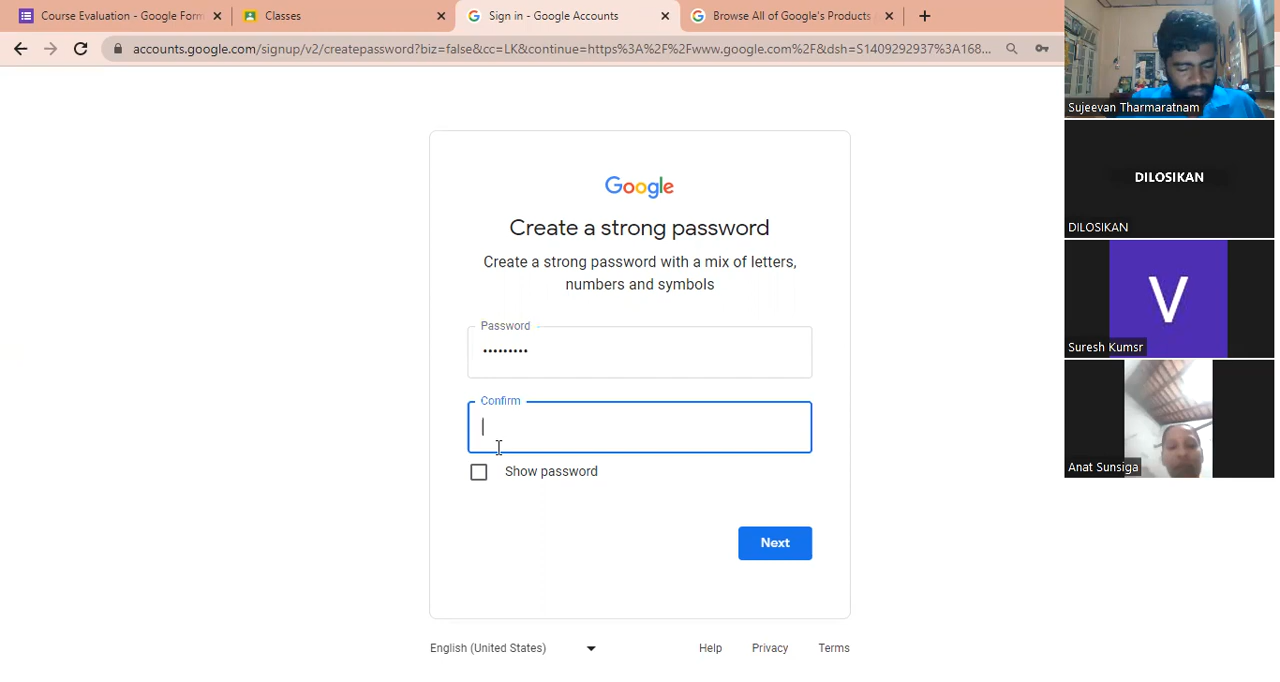 Course Evaluation - Google Form
Classes
Sign in - Google Accounts
Browse All of Google's Products
accounts.google.com/signup/v2/createpassword?biz=false&cc=LK&continue=https%3A%2F%2Fwww.google.com%2F&dsh=S1409292937%3A168...
Google
Create a strong password
Create a strong password with a mix of letters,
numbers and symbols
Password
•••••••••
Confirm
Show password
Next
English (United States)
Help
Privacy
Terms
Sujeevan Tharmaratnam
DILOSIKAN
DILOSIKAN
V
Suresh Kumsr
Anat Sunsiga